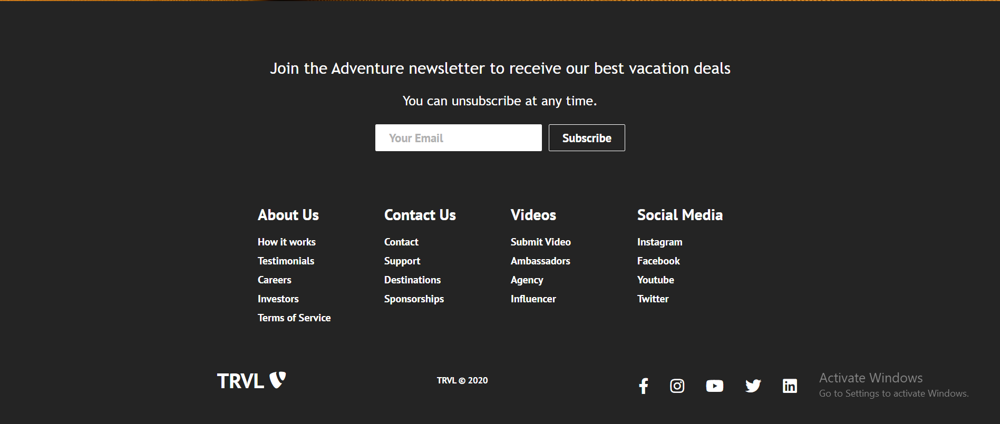 Join the Adventure newsletter to receive our best vacation deals
You can unsubscribe at any time.
Your Email
Subscribe
About Us
How it works
Testimonials
Careers
Investors
Terms of Service
Contact Us
Contact
Support
Destinations
Sponsorships
Videos
Submit Video
Ambassadors
Agency
Influencer
Social Media
Instagram
Facebook
Youtube
Twitter
TRVL
TRVL © 2020
Activate Windows
Go to Settings to activate Windows.